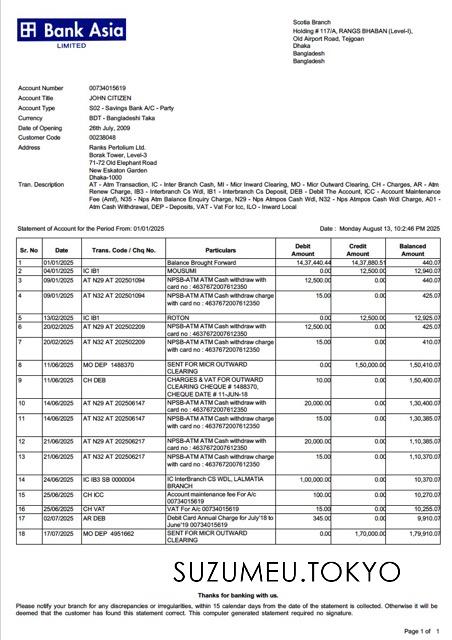 Bank Asia
LIMITED
Scotia Branch
Holding # 117/A, RANGS BHABAN (Level-I),
Old Airport Road, Tejgoan
Dhaka
Bangladesh
Bangladesh
Account Number 00734015619
Account Title JOHN CITIZEN
Account Type S02 - Savings Bank A/C - Party
Currency BDT - Bangladeshi Taka
Date of Opening 26th July, 2009
Customer Code 00238048
Address Ranks Pertolium Ltd.
Borak Tower, Level-3
71-72 Old Elephant Road
New Eskaton Garden
Dhaka-1000
Tran. Description AT - Atm Transaction, IC - Inter Branch Cash, MI - Micr Inward Clearing, MO - Micr Outward Clearing, CH - Charges, AR - Atm
Renew Charge, IB3 - Interbranch Cs Wdl, IB1 - Interbranch Cs Deposit, DEB - Debit The Account, ICC - Account Maintenance
Fee (Amf), N35 - Nps Atm Balance Enquiry Charge, N29 - Nps Atmpos Cash Wdl, N32 - Nps Atmpos Cash Wdl Charge, A01 -
Atm Cash Withdrawal, DEP - Deposits, VAT - Vat For Icc, ILO - Inward Local
Statement of Account for the Period From: 01/01/2025 Date : Monday August 13, 10:2:46 PM 2025
Sr. No Date Trans. Code / Chq No. Particulars Debit Amount Credit Amount Balanced Amount
1 01/01/2025 Balance Brought Forward 14,37,440.44 14,37,880.51 440.07
2 04/01/2025 IC IB1 MOUSUMI 0.00 12,500.00 12,940.07
3 09/01/2025 AT N29 AT 202501094 NPSB-ATM ATM Cash withdraw with 12,500.00 0.00 440.07
card no : 4637672007612350
4 09/01/2025 AT N32 AT 202501094 NPSB-ATM ATM Cash withdraw charge 15.00 0.00 425.07
with card no : 4637672007612350
5 13/02/2025 IC IB1 ROTON 0.00 12,500.00 12,925.07
6 20/02/2025 AT N29 AT 202502209 NPSB-ATM ATM Cash withdraw with 12,500.00 0.00 425.07
card no : 4637672007612350
7 20/02/2025 AT N32 AT 202502209 NPSB-ATM ATM Cash withdraw charge 15.00 0.00 410.07
with card no : 4637672007612350
8 11/06/2025 MO DEP 1488370 SENT FOR MICR OUTWARD 0.00 1,50,000.00 1,50,410.07
CLEARING
9 11/06/2025 CH DEB CHARGES & VAT FOR OUTWARD 10.00 0.00 1,50,400.07
CLEARING CHEQUE # 1488370,
CHEQUE DATE # 11-JUN-18
10 14/06/2025 AT N29 AT 202506147 NPSB-ATM ATM Cash withdraw with 20,000.00 0.00 1,30,400.07
card no : 4637672007612350
11 14/06/2025 AT N32 AT 202506147 NPSB-ATM ATM Cash withdraw charge 15.00 0.00 1,30,385.07
with card no : 4637672007612350
12 21/06/2025 AT N29 AT 202506217 NPSB-ATM ATM Cash withdraw with 20,000.00 0.00 1,10,385.07
card no : 4637672007612350
13 21/06/2025 AT N32 AT 202506217 NPSB-ATM ATM Cash withdraw charge 15.00 0.00 1,10,370.07
with card no : 4637672007612350
14 24/06/2025 IC IB3 SB 0000004 IC InterBranch CS WDL, LALMATIA 1,00,000.00 0.00 10,370.07
BRANCH
15 25/06/2025 CH ICC Account maintenance fee For A/c 100.00 0.00 10,270.07
00734015619
16 25/06/2025 CH VAT VAT For A/c 00734015619 15.00 0.00 10,255.07
17 02/07/2025 AR DEB Debit Card Annual Charge for July'18 to 345.00 0.00 9,910.07
June'19 00734015619
18 17/07/2025 MO DEP 4951662 SENT FOR MICR OUTWARD 0.00 1,70,000.00 1,79,910.07
CLEARING
SUZUMEU.TOKYO
Thanks for banking with us.
Please notify your branch for any discrepancies or irregularities, within 15 calendar days from the date of the statement is collected. Otherwise it will be
deemed that the customer has found this statement correct. This computer generated statement required no signature.
Page 1 of 1